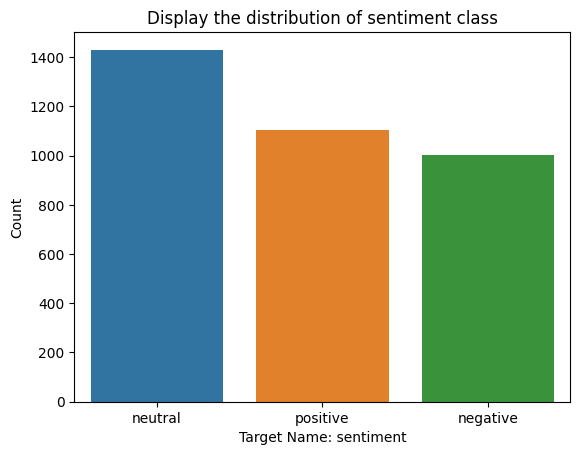 Display the distribution of sentiment class
1400
1200
1000
800
600
400
200
0
Count
neutral positive negative
Target Name: sentiment